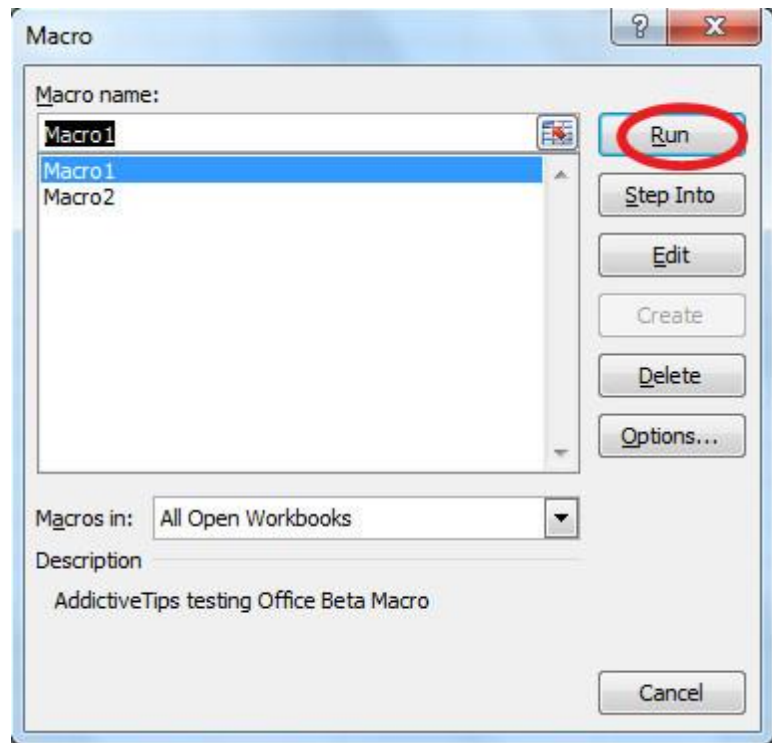 Macro
Macro name:
Macro1
Run
Macro1
Macro2
Step Into
Edit
Create
Delete
Options...
Macros in: All Open Workbooks
Description
AddictiveTips testing Office Beta Macro
Cancel